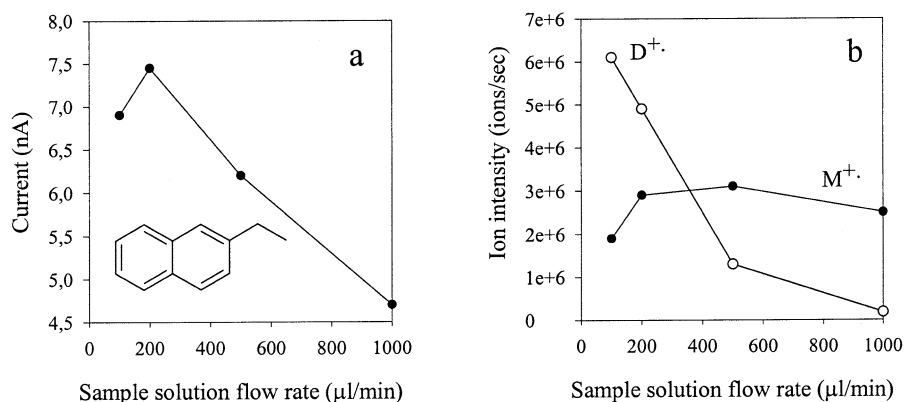 a
Current (nA)
8,0
7,5
7,0
6,5
6,0
5,5
5,0
4,5
0 200 400 600 800 1000
Sample solution flow rate (µl/min)
b
Ion intensity (ions/sec)
7e+6
6e+6
5e+6
4e+6
3e+6
2e+6
1e+6
0
D+·
M+·
0 200 400 600 800 1000
Sample solution flow rate (µl/min)